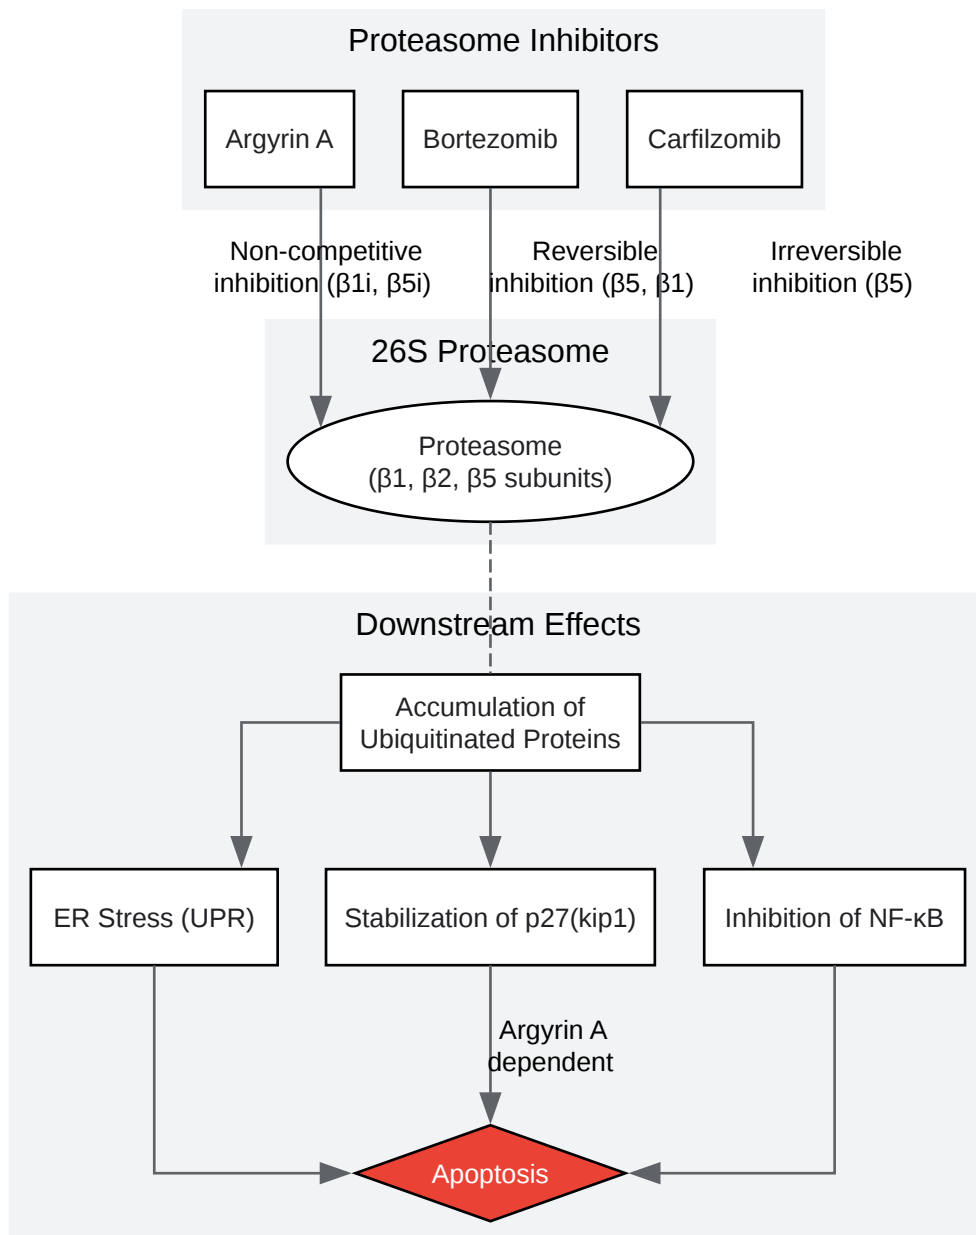 Proteasome Inhibitors
Argyrin A
Bortezomib
Carfilzomib
Non-competitive
inhibition (β1i, β5i)
Reversible
inhibition (β5, β1)
Irreversible
inhibition (β5)
26S Proteasome
Proteasome
(β1, β2, β5 subunits)
Downstream Effects
Accumulation of
Ubiquitinated Proteins
ER Stress (UPR)
Stabilization of p27(kip1)
Inhibition of NF-κB
Argyrin A
dependent
Apoptosis